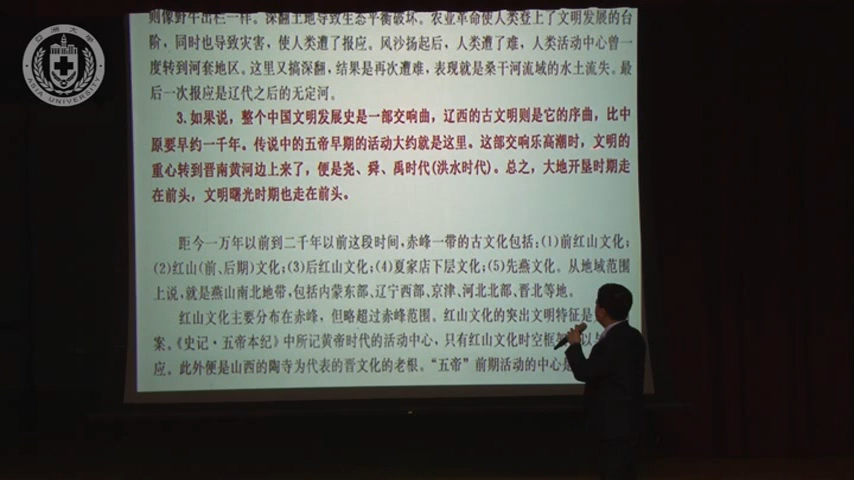 亞洲大學
ASIA UNIVERSITY
则像野牛出栏一样。深翻土地导致生态平衡破坏。农业革命使人类登上了文明发展的台
阶，同时也导致灾害，使人类遭了报应。风沙扬起后，人类遭了难，人类活动中心曾一
度转到河套地区。这里又搞深翻，结果是再次遭难，表现就是桑干河流域的水土流失。最
后一次报应是辽代之后的无定河。
3.如果说，整个中国文明发展史是一部交响曲，辽西的古文明则是它的序曲，比中
原要早约一千年。传说中的五帝早期的活动大约就是这里。这部交响乐高潮时，文明的
重心转到晋南黄河边上来了，便是尧、舜、禹时代(洪水时代)。总之，大地开垦时期走
在前头，文明曙光时期也走在前头。
距今一万年以前到二千年以前这段时间，赤峰一带的古文化包括：(1)前红山文化；
(2)红山(前、后期)文化；(3)后红山文化；(4)夏家店下层文化；(5)先燕文化。从地域范围
上说，就是燕山南北地带，包括内蒙东部、辽宁西部、京津、河北北部、晋北等地。
红山文化主要分布在赤峰，但略超过赤峰范围。红山文化的突出文明特征是
案。《史记·五帝本纪》中所记黄帝时代的活动中心，只有红山文化时空框
应。此外便是山西的陶寺为代表的晋文化的老根。“五帝”前期活动的中心是